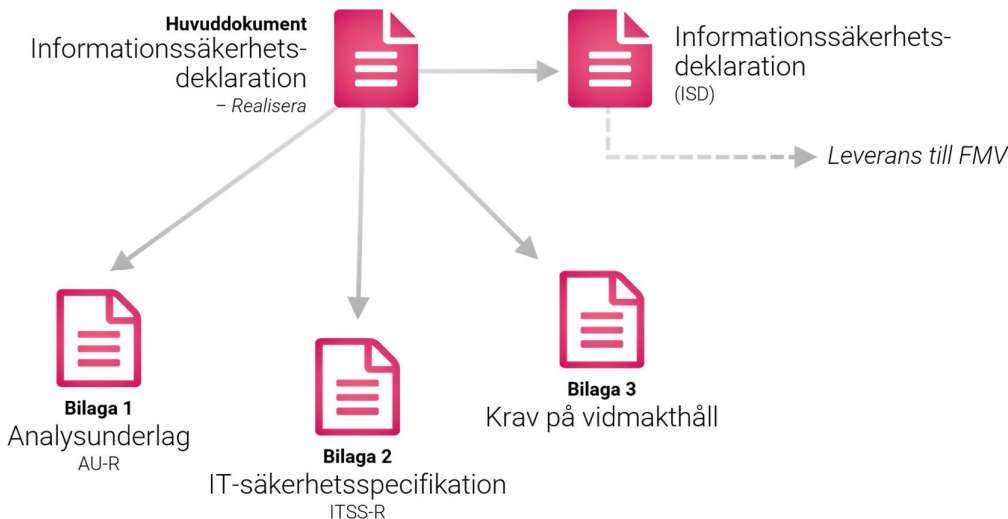 Huvuddokument
Informationssäkerhets-
deklaration
– Realisera
Informationssäkerhets-
deklaration
(ISD)
Leverans till FMV
Bilaga 1
Analysunderlag
AU-R
Bilaga 2
IT-säkerhetsspecifikation
ITSS-R
Bilaga 3
Krav på vidmakthåll